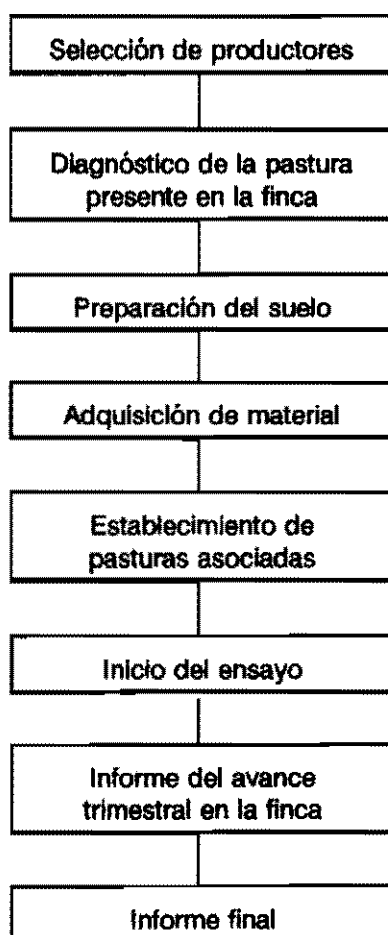 Selección de productores
Diagnóstico de la pastura
presente en la finca
Preparación del suelo
Adquisición de material
Establecimiento de
pasturas asociadas
Inicio del ensayo
Informe del avance
trimestral en la finca
Informe final